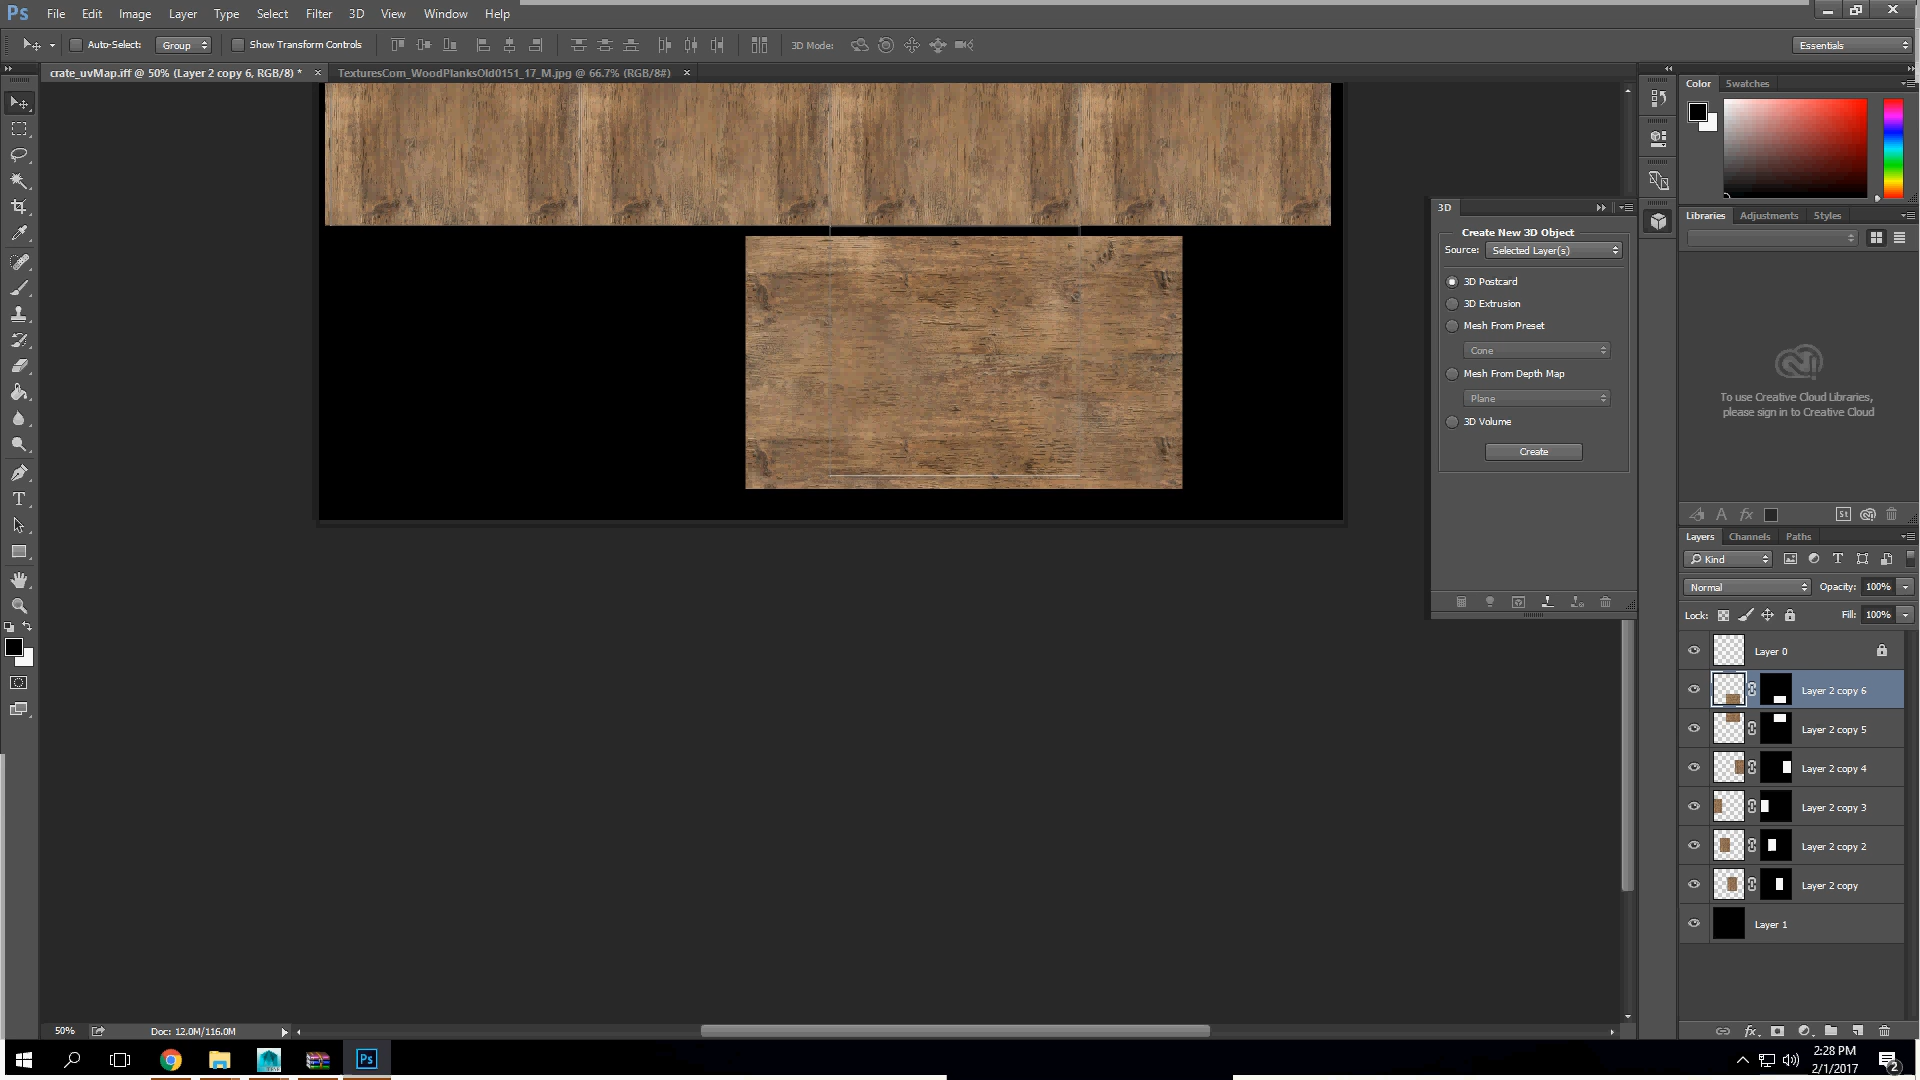 Ps File Edit Image Layer Type Select Filter 3D View Window Help
Auto-Select: Group Show Transform Controls 3D Mode: Essentials
crate_uvMap.iff @ 50% (Layer 2 copy 6, RGB/8) * × TexturesCom_WoodPlanksOld0151_17_M.jpg @ 66.7% (RGB/8#) ×
Color Swatches
3D
Create New 3D Object
Source: Selected Layer(s)
3D Postcard
3D Extrusion
Mesh From Preset
Cone
Mesh From Depth Map
Plane
3D Volume
Create
Libraries Adjustments Styles
To use Creative Cloud Libraries,
please sign in to Creative Cloud
A fx St
Layers Channels Paths
Kind T
Normal Opacity: 100%
Lock: Fill: 100%
Layer 0
Layer 2 copy 6
Layer 2 copy 5
Layer 2 copy 4
Layer 2 copy 3
Layer 2 copy 2
Layer 2 copy
Layer 1
fx
T
50% Doc: 12.0M/116.0M
Ps
2:28 PM
2/1/2017
2